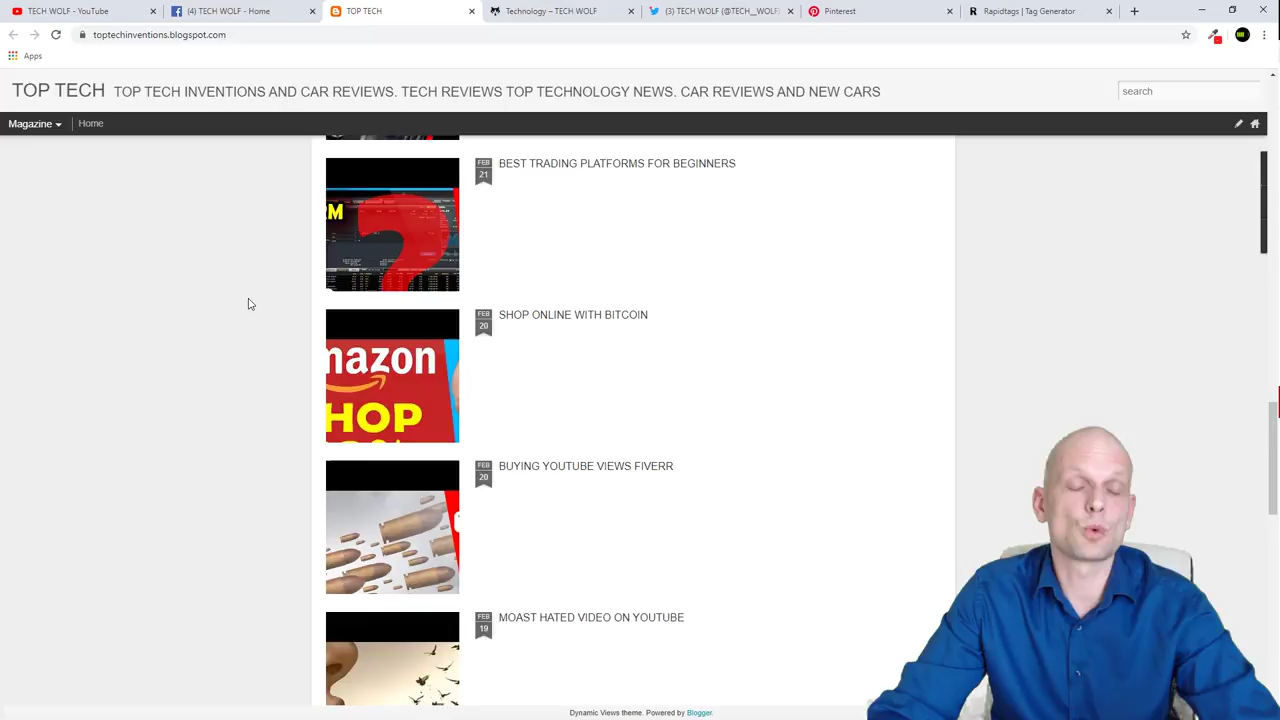 TECH WOLF - YouTube
(4) TECH WOLF - Home
TOP TECH
Technology – TECH WOLF
(3) TECH WOLF (@TECH__WOLF)
Pinterest
Rapidtags | Tag Generator
toptechinventions.blogspot.com
Apps
TOP TECH
TOP TECH INVENTIONS AND CAR REVIEWS. TECH REVIEWS TOP TECHNOLOGY NEWS. CAR REVIEWS AND NEW CARS
search
Magazine
Home
FEB
21
BEST TRADING PLATFORMS FOR BEGINNERS
FEB
20
SHOP ONLINE WITH BITCOIN
mazon
SHOP
FEB
20
BUYING YOUTUBE VIEWS FIVERR
FEB
19
MOAST HATED VIDEO ON YOUTUBE
Dynamic Views theme. Powered by Blogger.